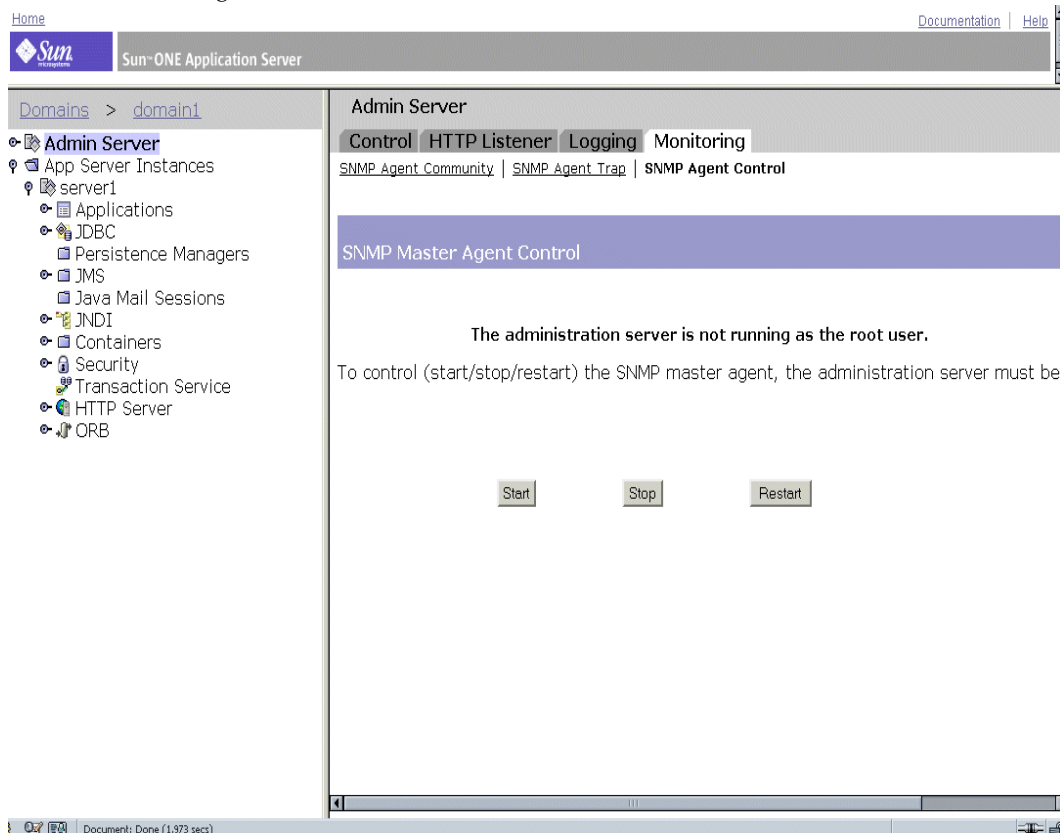 Home
Documentation | Help
Sun
microsystems
Sun™ ONE Application Server
Domains > domain1
Admin Server
App Server Instances
server1
Applications
JDBC
Persistence Managers
JMS
Java Mail Sessions
JNDI
Containers
Security
Transaction Service
HTTP Server
ORB
Admin Server
Control HTTP Listener Logging Monitoring
SNMP Agent Community | SNMP Agent Trap | SNMP Agent Control
SNMP Master Agent Control
The administration server is not running as the root user.
To control (start/stop/restart) the SNMP master agent, the administration server must be
Start Stop Restart
Document: Done (1.973 secs)